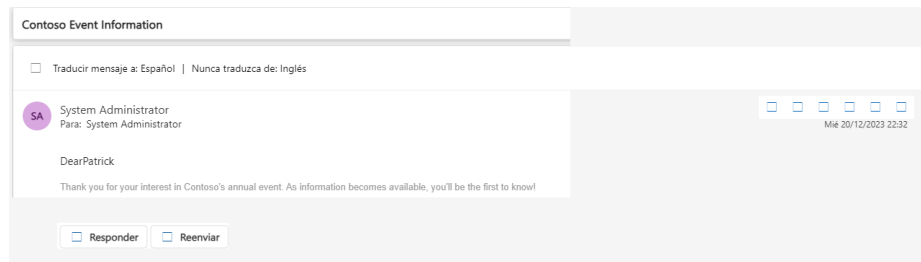 Contoso Event Information
Traducir mensaje a: Español | Nunca traduzca de: Inglés
SA
System Administrator
Para: System Administrator
Mié 20/12/2023 22:32
DearPatrick
Thank you for your interest in Contoso's annual event. As information becomes available, you'll be the first to know!
Responder Reenviar